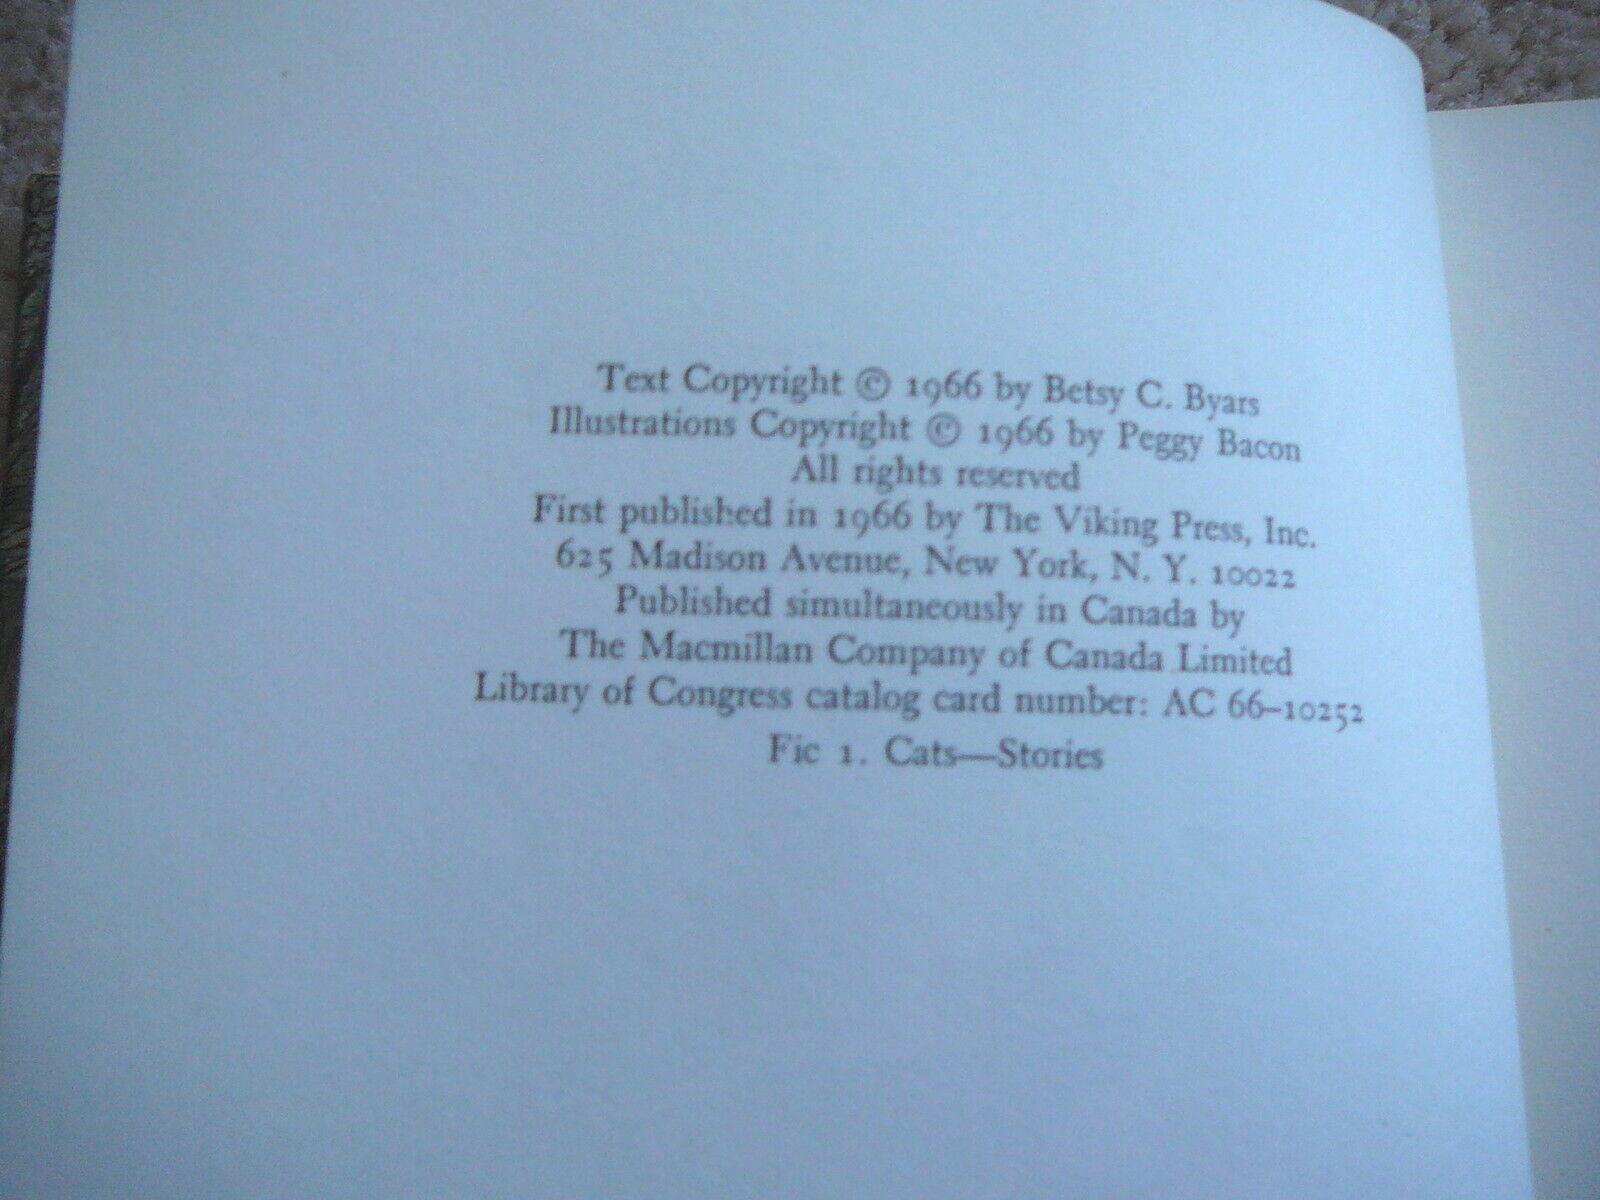 Text Copyright © 1966 by Betsy C. Byars
Illustrations Copyright © 1966 by Peggy Bacon
All rights reserved
First published in 1966 by The Viking Press, Inc.
625 Madison Avenue, New York, N. Y. 10022
Published simultaneously in Canada by
The Macmillan Company of Canada Limited
Library of Congress catalog card number: AC 66–10252
Fic 1. Cats—Stories